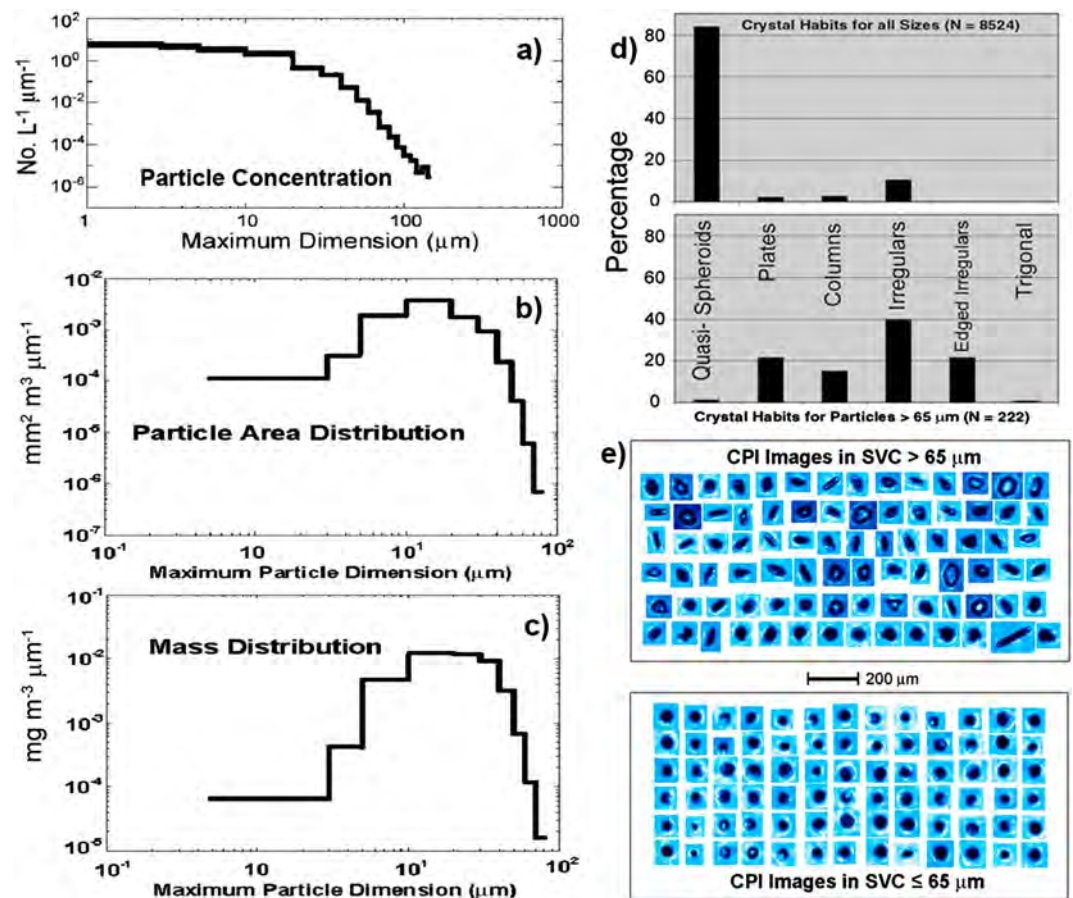 a)
No. L⁻¹ μm⁻¹
10²
10⁰
10⁻²
10⁻⁴
10⁻⁶
Particle Concentration
1
10
100
1000
Maximum Dimension (μm)
b)
mm² m³ μm⁻¹
10⁻²
10⁻³
10⁻⁴
10⁻⁵
10⁻⁶
10⁻⁷
Particle Area Distribution
10⁻¹
10⁰
10¹
10²
Maximum Particle Dimension (μm)
c)
mg m⁻³ μm⁻¹
10⁻¹
10⁻²
10⁻³
10⁻⁴
10⁻⁵
Mass Distribution
10⁻¹
10⁰
10¹
10²
Maximum Particle Dimension (μm)
d)
Crystal Habits for all Sizes (N = 8524)
Percentage
80
60
40
20
0
80
60
40
20
0
Quasi- Spheroids
Plates
Columns
Irregulars
Edged Irregulars
Trigonal
Crystal Habits for Particles > 65 μm (N = 222)
e)
CPI Images in SVC > 65 μm
200 μm
CPI Images in SVC ≤ 65 μm